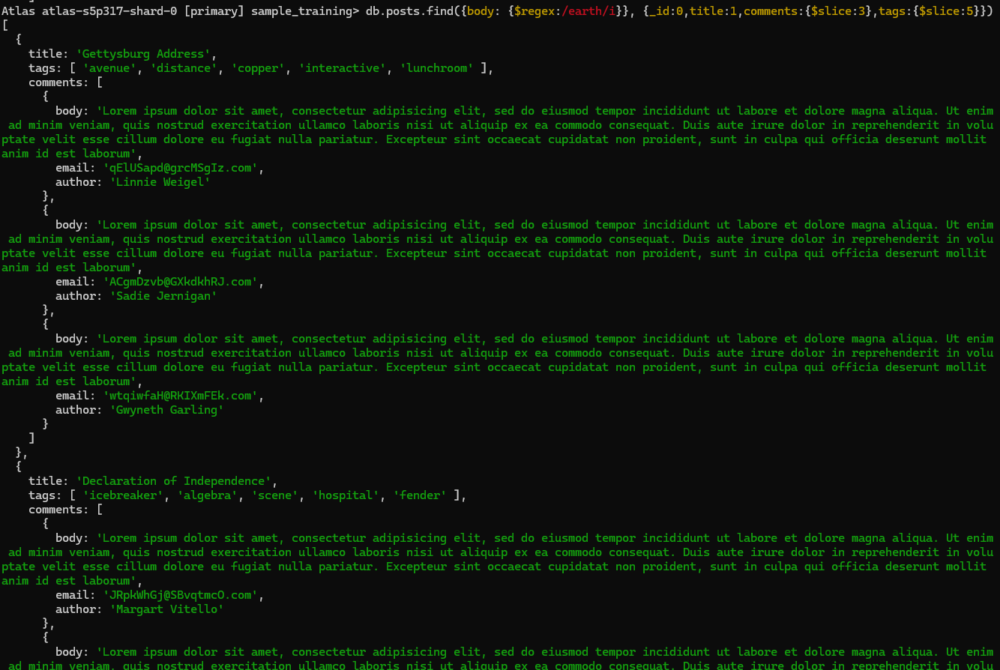 Atlas atlas-s5p317-shard-0 [primary] sample_training> db.posts.find({body: {$regex:/earth/i}}, {_id:0,title:1,comments:{$slice:3},tags:{$slice:5}})
[
  {
    title: 'Gettysburg Address',
    tags: [ 'avenue', 'distance', 'copper', 'interactive', 'lunchroom' ],
    comments: [
      {
        body: 'Lorem ipsum dolor sit amet, consectetur adipisicing elit, sed do eiusmod tempor incididunt ut labore et dolore magna aliqua. Ut enim
 ad minim veniam, quis nostrud exercitation ullamco laboris nisi ut aliquip ex ea commodo consequat. Duis aute irure dolor in reprehenderit in volu
ptate velit esse cillum dolore eu fugiat nulla pariatur. Excepteur sint occaecat cupidatat non proident, sunt in culpa qui officia deserunt mollit
anim id est laborum',
        email: 'qElUSapd@grcMSgIz.com',
        author: 'Linnie Weigel'
      },
      {
        body: 'Lorem ipsum dolor sit amet, consectetur adipisicing elit, sed do eiusmod tempor incididunt ut labore et dolore magna aliqua. Ut enim
 ad minim veniam, quis nostrud exercitation ullamco laboris nisi ut aliquip ex ea commodo consequat. Duis aute irure dolor in reprehenderit in volu
ptate velit esse cillum dolore eu fugiat nulla pariatur. Excepteur sint occaecat cupidatat non proident, sunt in culpa qui officia deserunt mollit
anim id est laborum',
        email: 'ACgmDzvb@GXkdkhRJ.com',
        author: 'Sadie Jernigan'
      },
      {
        body: 'Lorem ipsum dolor sit amet, consectetur adipisicing elit, sed do eiusmod tempor incididunt ut labore et dolore magna aliqua. Ut enim
 ad minim veniam, quis nostrud exercitation ullamco laboris nisi ut aliquip ex ea commodo consequat. Duis aute irure dolor in reprehenderit in volu
ptate velit esse cillum dolore eu fugiat nulla pariatur. Excepteur sint occaecat cupidatat non proident, sunt in culpa qui officia deserunt mollit
anim id est laborum',
        email: 'wtqiwfaH@RKIXmFEk.com',
        author: 'Gwyneth Garling'
      }
    ]
  },
  {
    title: 'Declaration of Independence',
    tags: [ 'icebreaker', 'algebra', 'scene', 'hospital', 'fender' ],
    comments: [
      {
        body: 'Lorem ipsum dolor sit amet, consectetur adipisicing elit, sed do eiusmod tempor incididunt ut labore et dolore magna aliqua. Ut enim
 ad minim veniam, quis nostrud exercitation ullamco laboris nisi ut aliquip ex ea commodo consequat. Duis aute irure dolor in reprehenderit in volu
ptate velit esse cillum dolore eu fugiat nulla pariatur. Excepteur sint occaecat cupidatat non proident, sunt in culpa qui officia deserunt mollit
anim id est laborum',
        email: 'JRpkWhGj@SBvqtmcO.com',
        author: 'Margart Vitello'
      },
      {
        body: 'Lorem ipsum dolor sit amet, consectetur adipisicing elit, sed do eiusmod tempor incididunt ut labore et dolore magna aliqua. Ut enim
 ad minim veniam, quis nostrud exercitation ullamco laboris nisi ut aliquip ex ea commodo consequat. Duis aute irure dolor in reprehenderit in volu